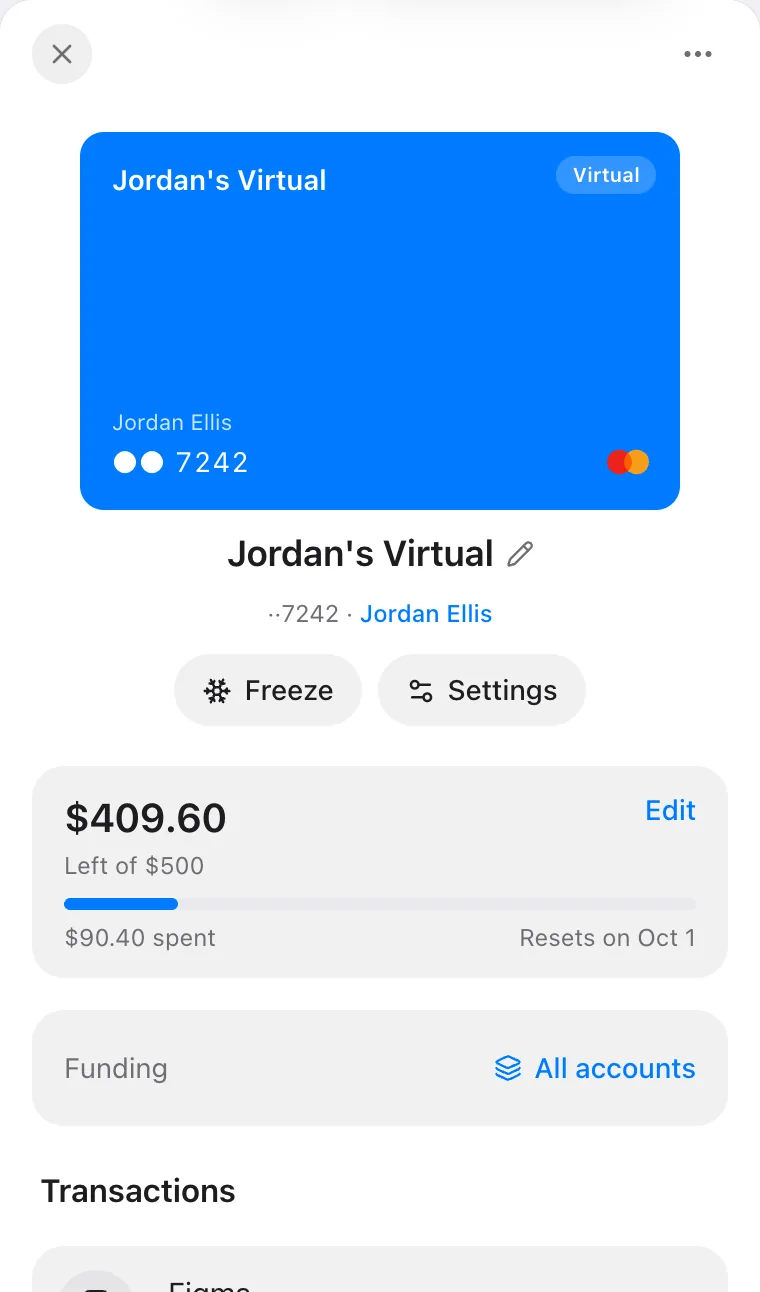 Jordan's Virtual
Virtual
Jordan Ellis
7242
Jordan's Virtual
··7242 · Jordan Ellis
Freeze
Settings
$409.60
Edit
Left of $500
$90.40 spent
Resets on Oct 1
Funding
All accounts
Transactions
Figma